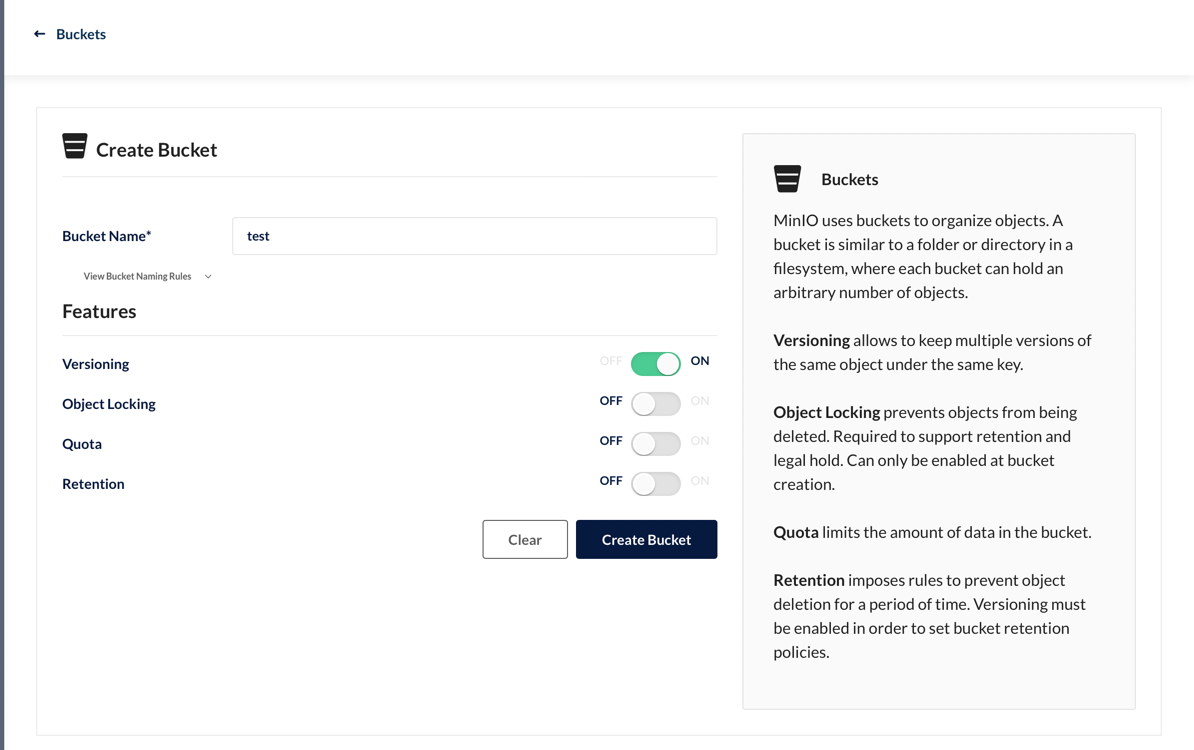 Buckets
Create Bucket
Bucket Name*
test
View Bucket Naming Rules
Features
Versioning
OFF ON
Object Locking
OFF ON
Quota
OFF ON
Retention
OFF ON
Clear
Create Bucket
Buckets
MinIO uses buckets to organize objects. A
bucket is similar to a folder or directory in a
filesystem, where each bucket can hold an
arbitrary number of objects.
Versioning allows to keep multiple versions of
the same object under the same key.
Object Locking prevents objects from being
deleted. Required to support retention and
legal hold. Can only be enabled at bucket
creation.
Quota limits the amount of data in the bucket.
Retention imposes rules to prevent object
deletion for a period of time. Versioning must
be enabled in order to set bucket retention
policies.